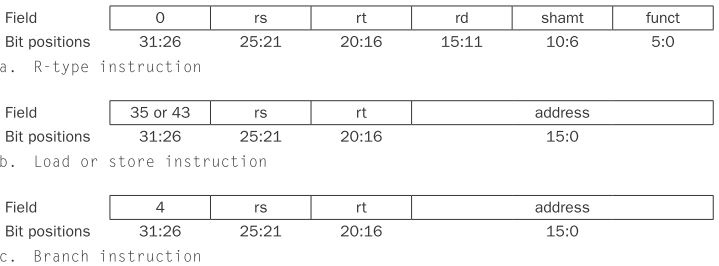 Field 0 rs rt rd shamt funct
Bit positions 31:26 25:21 20:16 15:11 10:6 5:0
a. R-type instruction
Field 35 or 43 rs rt address
Bit positions 31:26 25:21 20:16 15:0
b. Load or store instruction
Field 4 rs rt address
Bit positions 31:26 25:21 20:16 15:0
c. Branch instruction